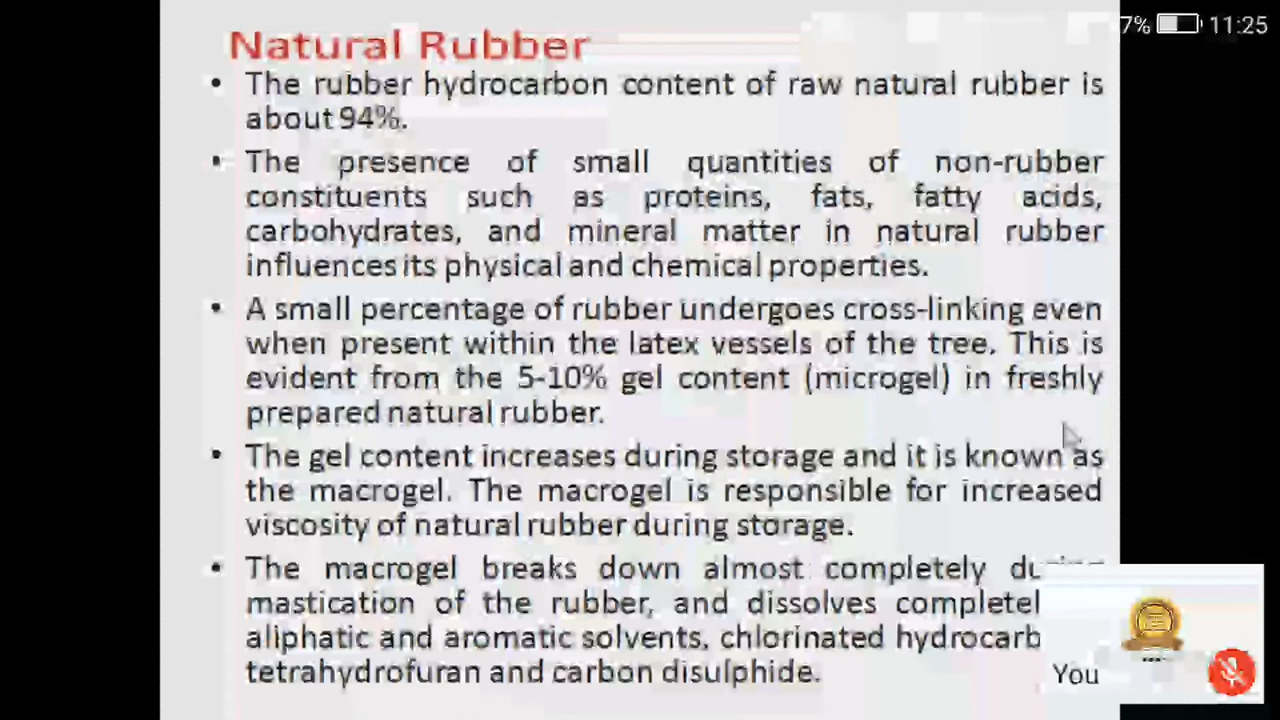 7% 11:25
Natural Rubber
• The rubber hydrocarbon content of raw natural rubber is
about 94%.
• The presence of small quantities of non-rubber
constituents such as proteins, fats, fatty acids,
carbohydrates, and mineral matter in natural rubber
influences its physical and chemical properties.
• A small percentage of rubber undergoes cross-linking even
when present within the latex vessels of the tree. This is
evident from the 5-10% gel content (microgel) in freshly
prepared natural rubber.
• The gel content increases during storage and it is known as
the macrogel. The macrogel is responsible for increased
viscosity of natural rubber during storage.
• The macrogel breaks down almost completely during
mastication of the rubber, and dissolves completel
aliphatic and aromatic solvents, chlorinated hydrocarb
tetrahydrofuran and carbon disulphide.
You